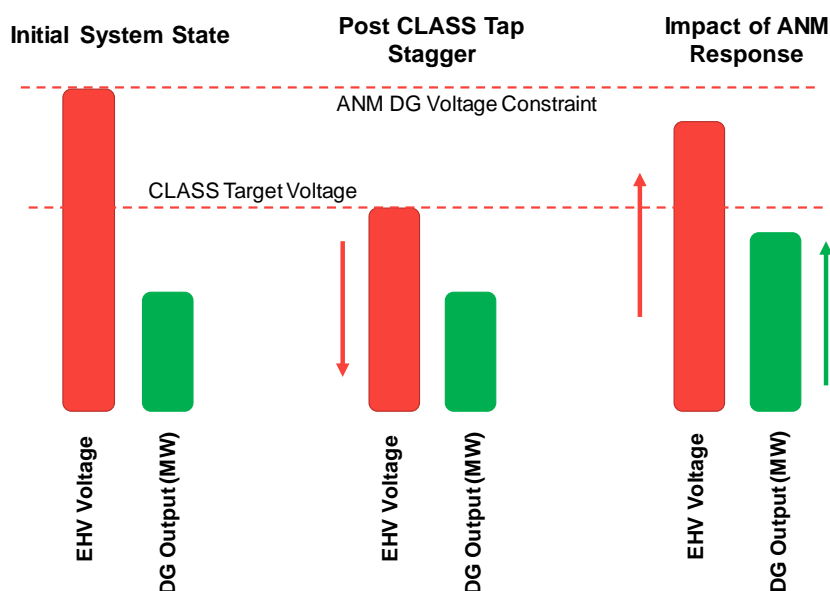 Initial System State
Post CLASS Tap
Stagger
Impact of ANM
Response
ANM DG Voltage Constraint
CLASS Target Voltage
EHV Voltage
DG Output (MW)
EHV Voltage
DG Output (MW)
EHV Voltage
DG Output (MW)